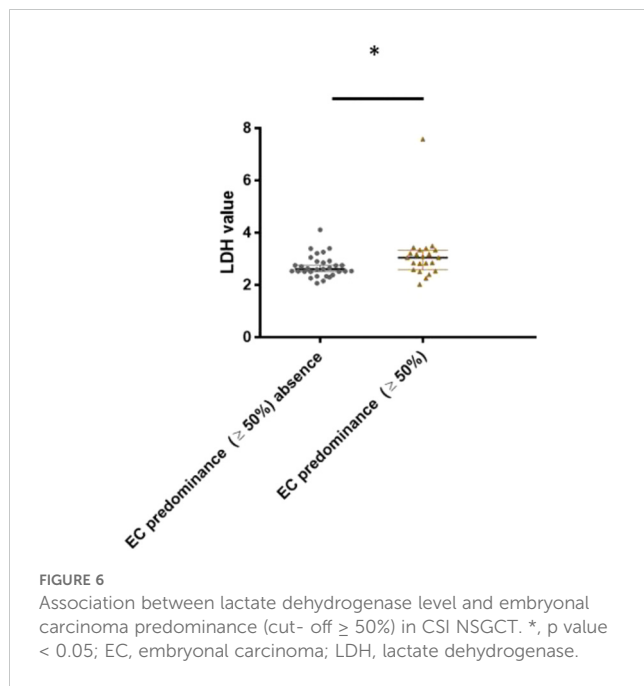 *
8
6
4
2
0
LDH value
EC predominance (≥ 50%) absence
EC predominance (≥ 50%)
FIGURE 6
Association between lactate dehydrogenase level and embryonal
carcinoma predominance (cut- off ≥ 50%) in CSI NSGCT. *, p value
< 0.05; EC, embryonal carcinoma; LDH, lactate dehydrogenase.